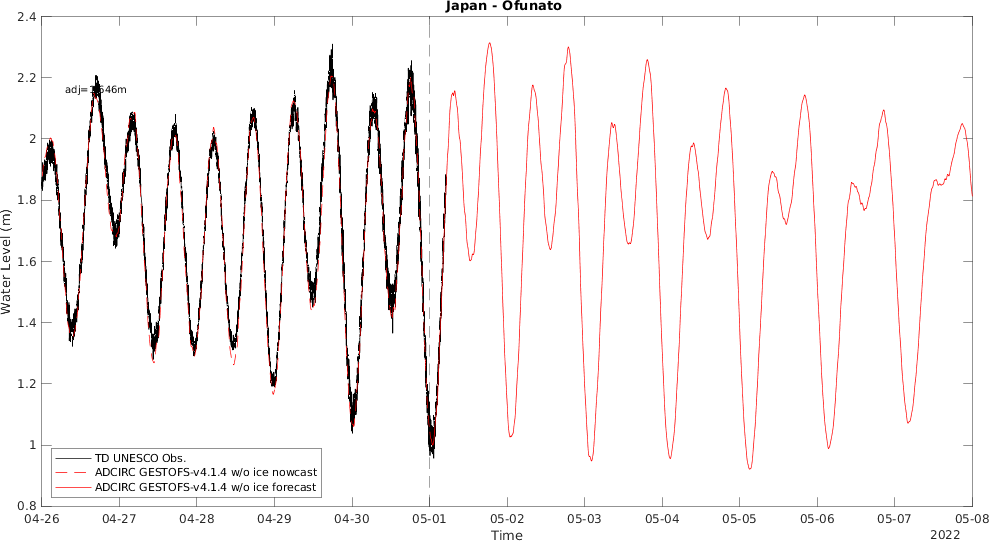 Japan - Ofunato
2.4
2.2
2
1.8
1.6
1.4
1.2
1
0.8
Water Level (m)
adj=1.646m
TD UNESCO Obs.
ADCIRC GESTOFS-v4.1.4 w/o ice nowcast
ADCIRC GESTOFS-v4.1.4 w/o ice forecast
04-26 04-27 04-28 04-29 04-30 05-01 05-02 05-03 05-04 05-05 05-06 05-07 05-08
Time
2022